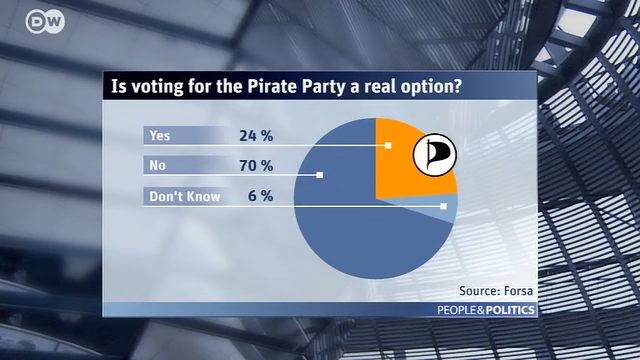 DW
Is voting for the Pirate Party a real option?
Yes 24 %
No 70 %
Don't Know 6 %
Source: Forsa
PEOPLE&POLITICS